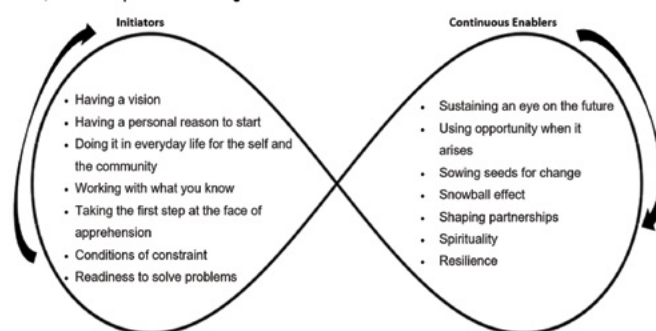 Initiators
Continuous Enablers
• Having a vision
• Having a personal reason to start
• Doing it in everyday life for the self and
the community
• Working with what you know
• Taking the first step at the face of
apprehension
• Conditions of constraint
• Readiness to solve problems
• Sustaining an eye on the future
• Using opportunity when it
arises
• Sowing seeds for change
• Snowball effect
• Shaping partnerships
• Spirituality
• Resilience